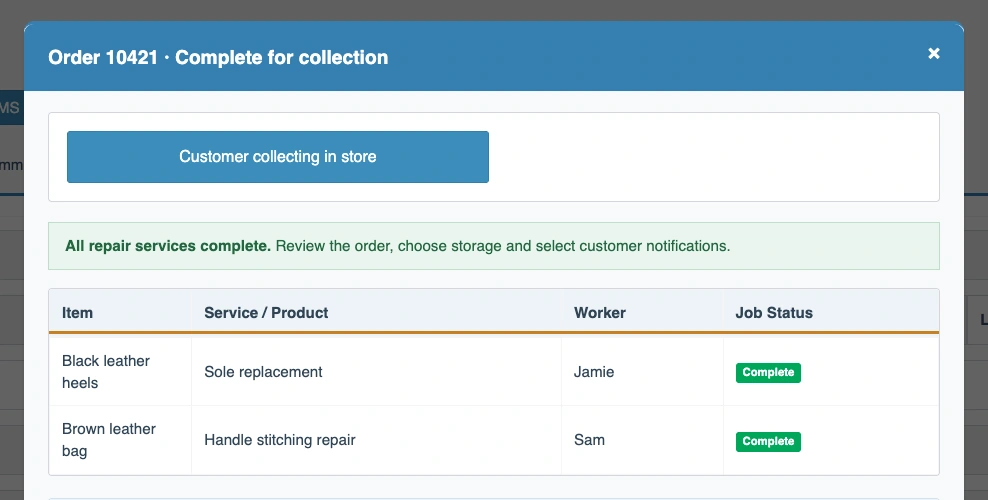 Order 10421 · Complete for collection
×
MS
mm
Customer collecting in store
All repair services complete. Review the order, choose storage and select customer notifications.
Item Service / Product Worker Job Status
L
Black leather
heels
Sole replacement Jamie Complete
Brown leather
bag
Handle stitching repair Sam Complete